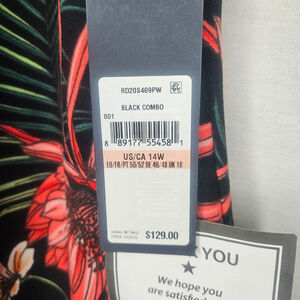 RD20S409PW
BLACK COMBO
001
8 89177 55458 1
US/CA 14W
EU/FR/PT 50/52 DE 46-48 UK 18
$129.00
K YOU
We hope you
are satisfied